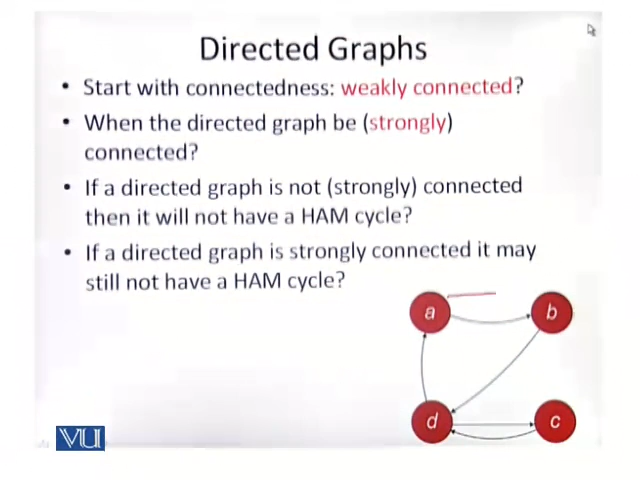 Directed Graphs
• Start with connectedness: weakly connected?
• When the directed graph be (strongly)
connected?
• If a directed graph is not (strongly) connected
then it will not have a HAM cycle?
• If a directed graph is strongly connected it may
still not have a HAM cycle?
a
b
d
c
VU